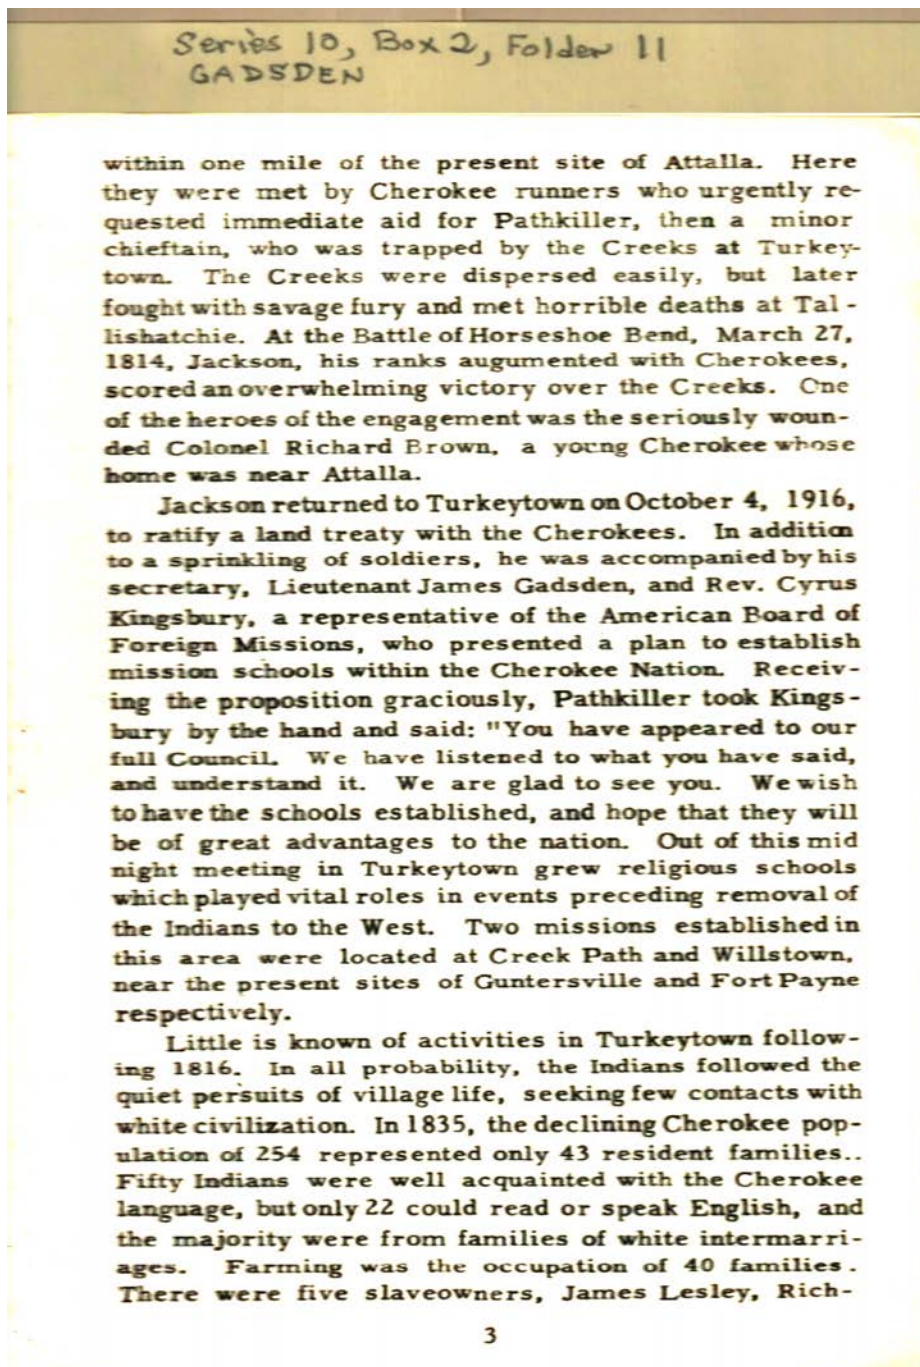 Series 10, Box 2, Folder 11
GADSDEN
within one mile of the present site of Attalla. Here
they were met by Cherokee runners who urgently re-
quested immediate aid for Pathkiller, then a minor
chieftain, who was trapped by the Creeks at Turkey-
town. The Creeks were dispersed easily, but later
fought with savage fury and met horrible deaths at Tal-
lishatchie. At the Battle of Horseshoe Bend, March 27,
1814, Jackson, his ranks augumented with Cherokees,
scored an overwhelming victory over the Creeks. One
of the heroes of the engagement was the seriously woun-
ded Colonel Richard Brown, a young Cherokee whose
home was near Attalla.
Jackson returned to Turkeytown on October 4, 1916,
to ratify a land treaty with the Cherokees. In addition
to a sprinkling of soldiers, he was accompanied by his
secretary, Lieutenant James Gadsden, and Rev. Cyrus
Kingsbury, a representative of the American Board of
Foreign Missions, who presented a plan to establish
mission schools within the Cherokee Nation. Receiv-
ing the proposition graciously, Pathkiller took Kings-
bury by the hand and said: "You have appeared to our
full Council. We have listened to what you have said,
and understand it. We are glad to see you. We wish
to have the schools established, and hope that they will
be of great advantages to the nation. Out of this mid
night meeting in Turkeytown grew religious schools
which played vital roles in events preceding removal of
the Indians to the West. Two missions established in
this area were located at Creek Path and Willstown,
near the present sites of Guntersville and Fort Payne
respectively.
Little is known of activities in Turkeytown follow-
ing 1816. In all probability, the Indians followed the
quiet persuits of village life, seeking few contacts with
white civilization. In 1835, the declining Cherokee pop-
ulation of 254 represented only 43 resident families..
Fifty Indians were well acquainted with the Cherokee
language, but only 22 could read or speak English, and
the majority were from families of white intermarri-
ages. Farming was the occupation of 40 families.
There were five slaveowners, James Lesley, Rich-
3